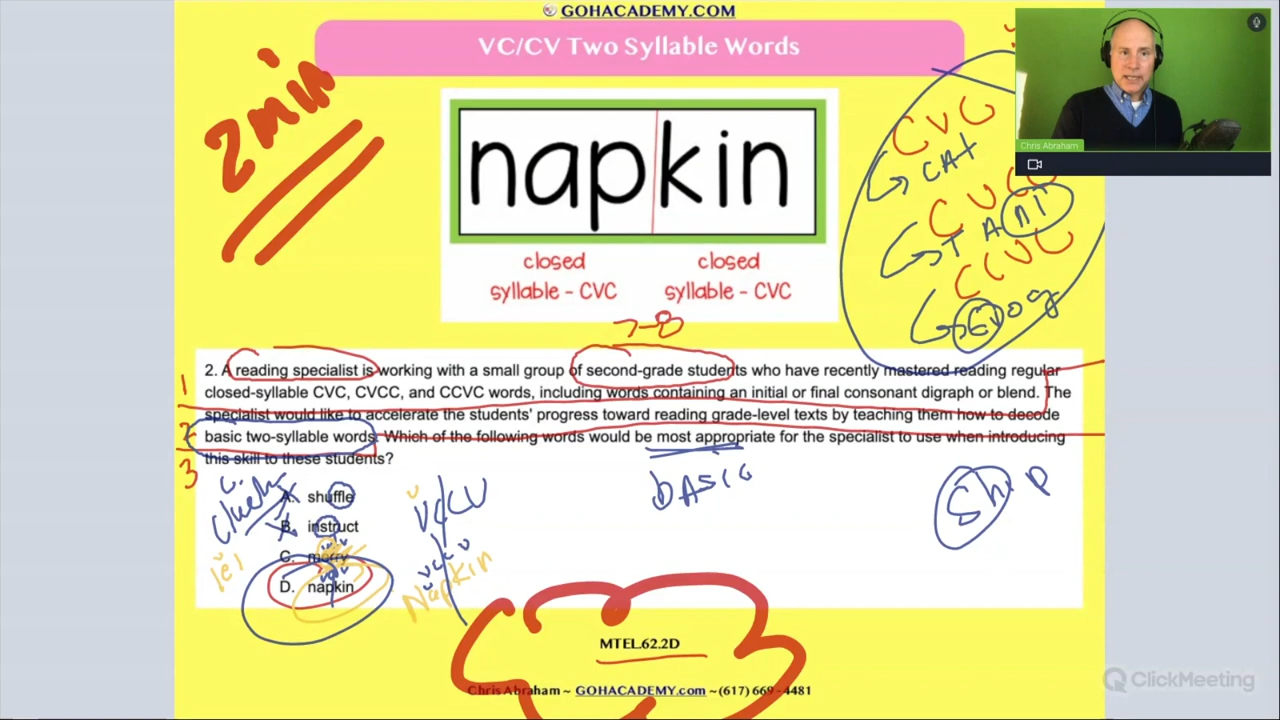 GOHACADEMY.COM
VC/CV Two Syllable Words
2 min
napkin
closed
syllable - CVC
closed
syllable - CVC
CVC
CAT
CVCC
T A NT
CCVC
Chris Abraham
7-8
2. A reading specialist is working with a small group of second-grade students who have recently mastered reading regular
closed-syllable CVC, CVCC, and CCVC words, including words containing an initial or final consonant digraph or blend. The
specialist would like to accelerate the students' progress toward reading grade-level texts by teaching them how to decode
basic two-syllable words. Which of the following words would be most appropriate for the specialist to use when introducing
this skill to these students?
1
2
3
A. shuffle
B. instruct
C. merry
D. napkin
VCCV
vccv
Napkin
BASIC
Ship
MTEL.62.2D
Chris Abraham ~ GOHACADEMY.com ~(617) 669 - 4481
ClickMeeting